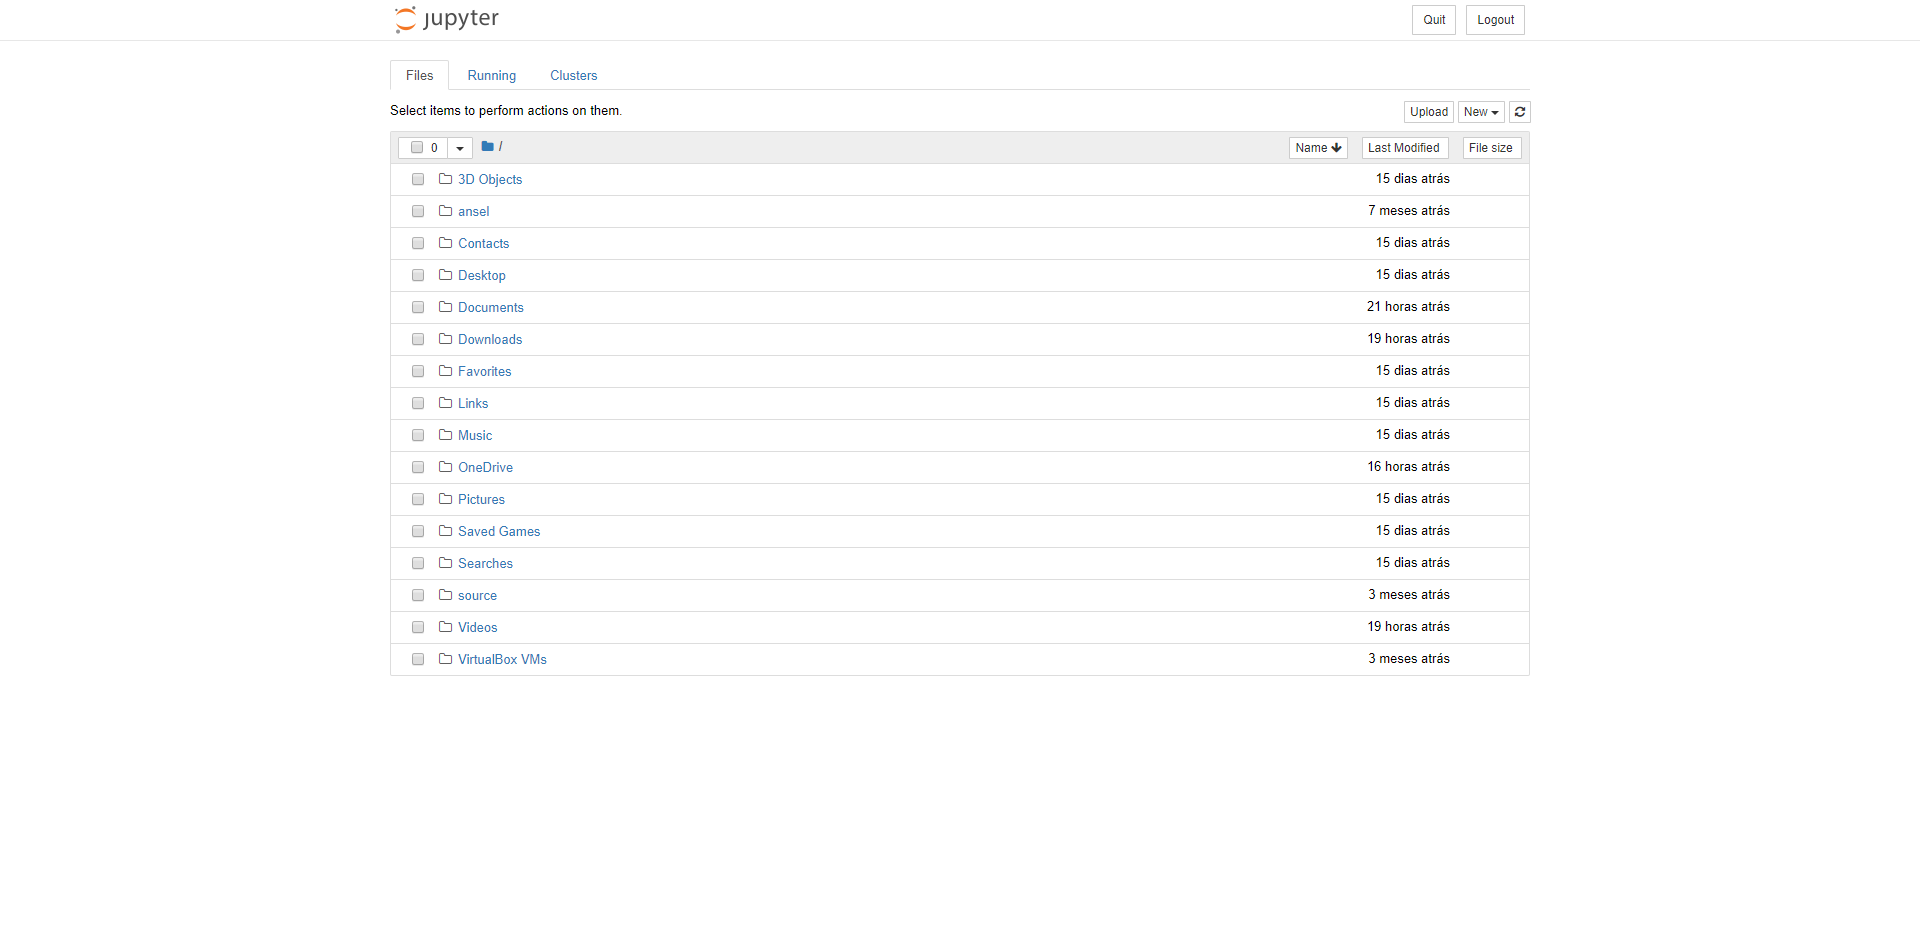 jupyter Quit Logout
Files Running Clusters
Select items to perform actions on them. Upload New
0 / Name Last Modified File size
3D Objects 15 dias atrás
ansel 7 meses atrás
Contacts 15 dias atrás
Desktop 15 dias atrás
Documents 21 horas atrás
Downloads 19 horas atrás
Favorites 15 dias atrás
Links 15 dias atrás
Music 15 dias atrás
OneDrive 16 horas atrás
Pictures 15 dias atrás
Saved Games 15 dias atrás
Searches 15 dias atrás
source 3 meses atrás
Videos 19 horas atrás
VirtualBox VMs 3 meses atrás